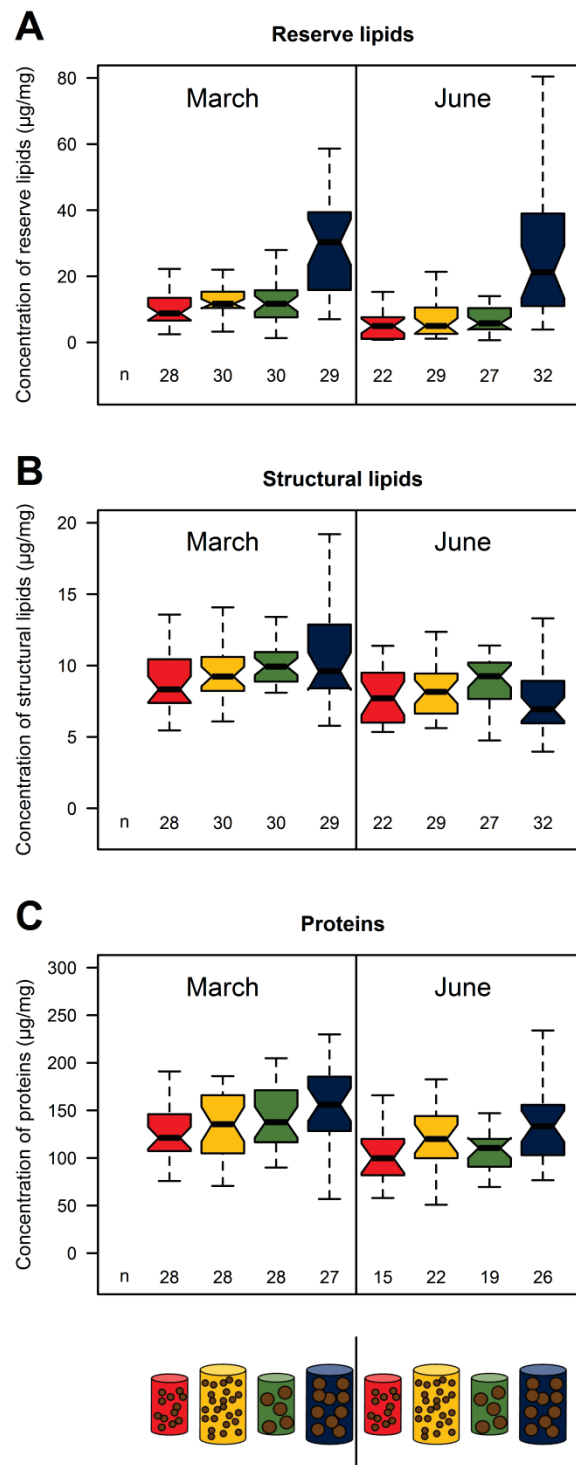 A
Reserve lipids
Concentration of reserve lipids (µg/mg)
80
60
40
20
0
March
June
n 28 30 30 29 22 29 27 32
B
Structural lipids
Concentration of structural lipids (µg/mg)
20
15
10
5
0
March
June
n 28 30 30 29 22 29 27 32
C
Proteins
Concentration of proteins (µg/mg)
300
250
200
150
100
50
0
March
June
n 28 28 28 27 15 22 19 26